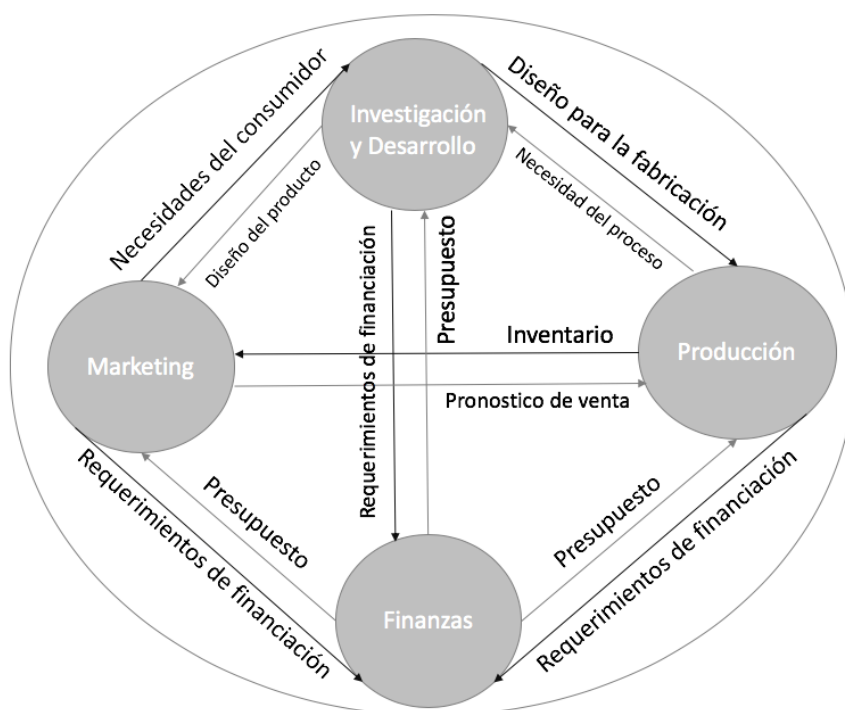 Investigación
y Desarrollo
Necesidades del consumidor
Diseño del producto
Diseño para la fabricación
Necesidad del proceso
Requerimientos de financiación
Presupuesto
Marketing
Inventario
Pronostico de venta
Producción
Requerimientos de financiación
Presupuesto
Presupuesto
Requerimientos de financiación
Finanzas